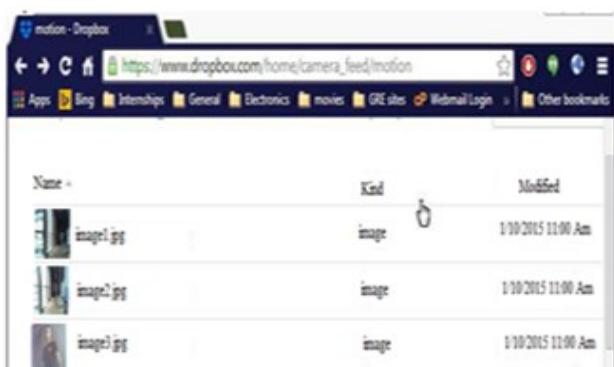 motion - Dropbox
https://www.dropbox.com/home/camera_feed/motion
Apps Bing Internships General Electronics movies GRE sites Webmail Login » Other bookmarks
Name Kind Modified
image1.jpg image 1/10/2015 11:00 Am
image2.jpg image 1/10/2015 11:00 Am
image3.jpg image 1/10/2015 11:00 Am